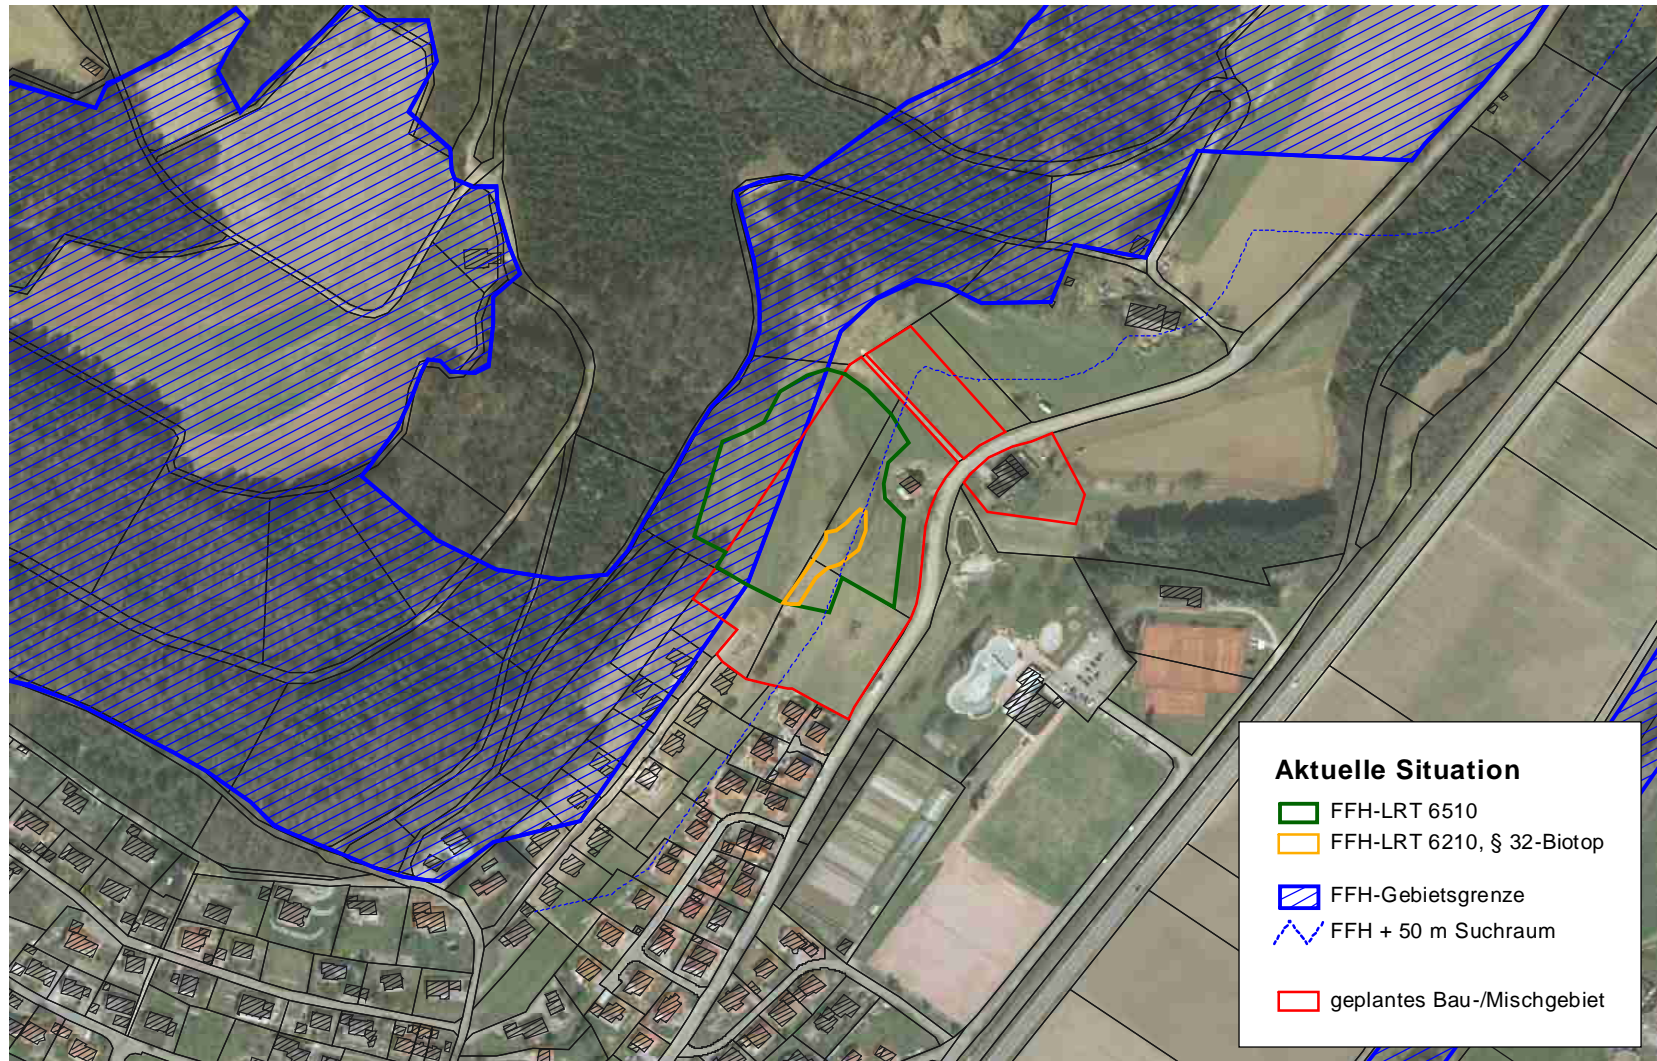 Aktuelle Situation
FFH-LRT 6510
FFH-LRT 6210, § 32-Biotop
FFH-Gebietsgrenze
FFH + 50 m Suchraum
geplantes Bau-/Mischgebiet